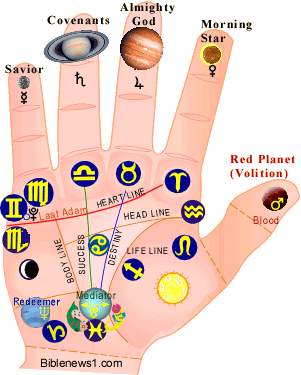 Almighty
God
Covenants
Morning
Star
Savior
Red Planet
(Volition)
HEART LINE
Last Adam
HEAD LINE
Blood
BODY LINE
SUCCESS
DESTINY
LIFE LINE
Mediator
Redeemer
Biblenews1.com